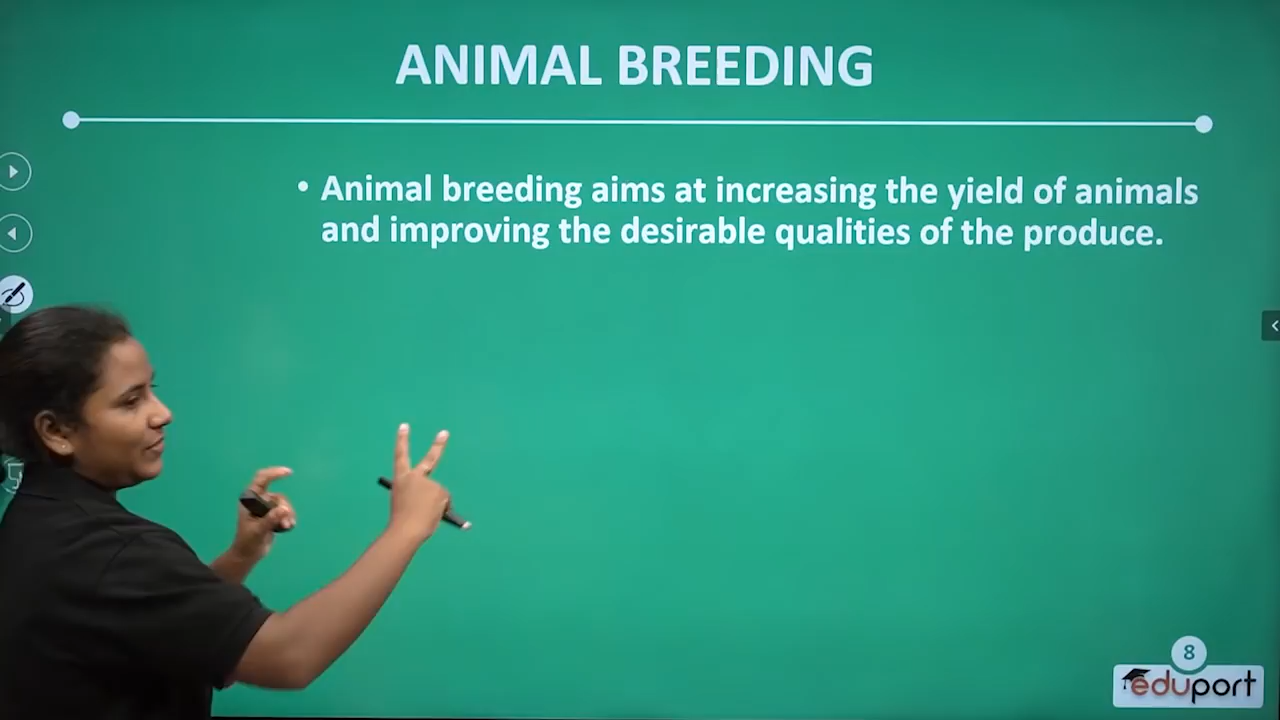 ANIMAL BREEDING
• Animal breeding aims at increasing the yield of animals
and improving the desirable qualities of the produce.
8
eduport